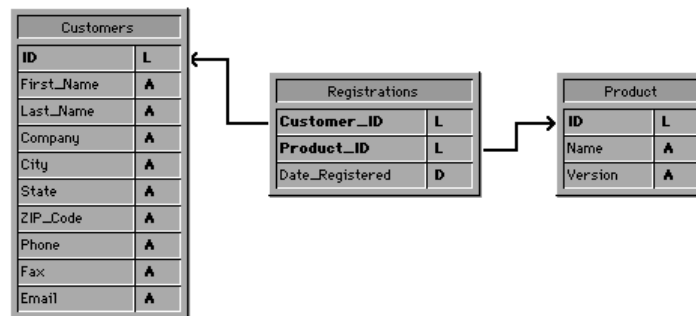 Customers
ID L
First_Name A
Last_Name A
Company A
City A
State A
ZIP_Code A
Phone A
Fax A
Email A
Registrations
Customer_ID L
Product_ID L
Date_Registered D
Product
ID L
Name A
Version A